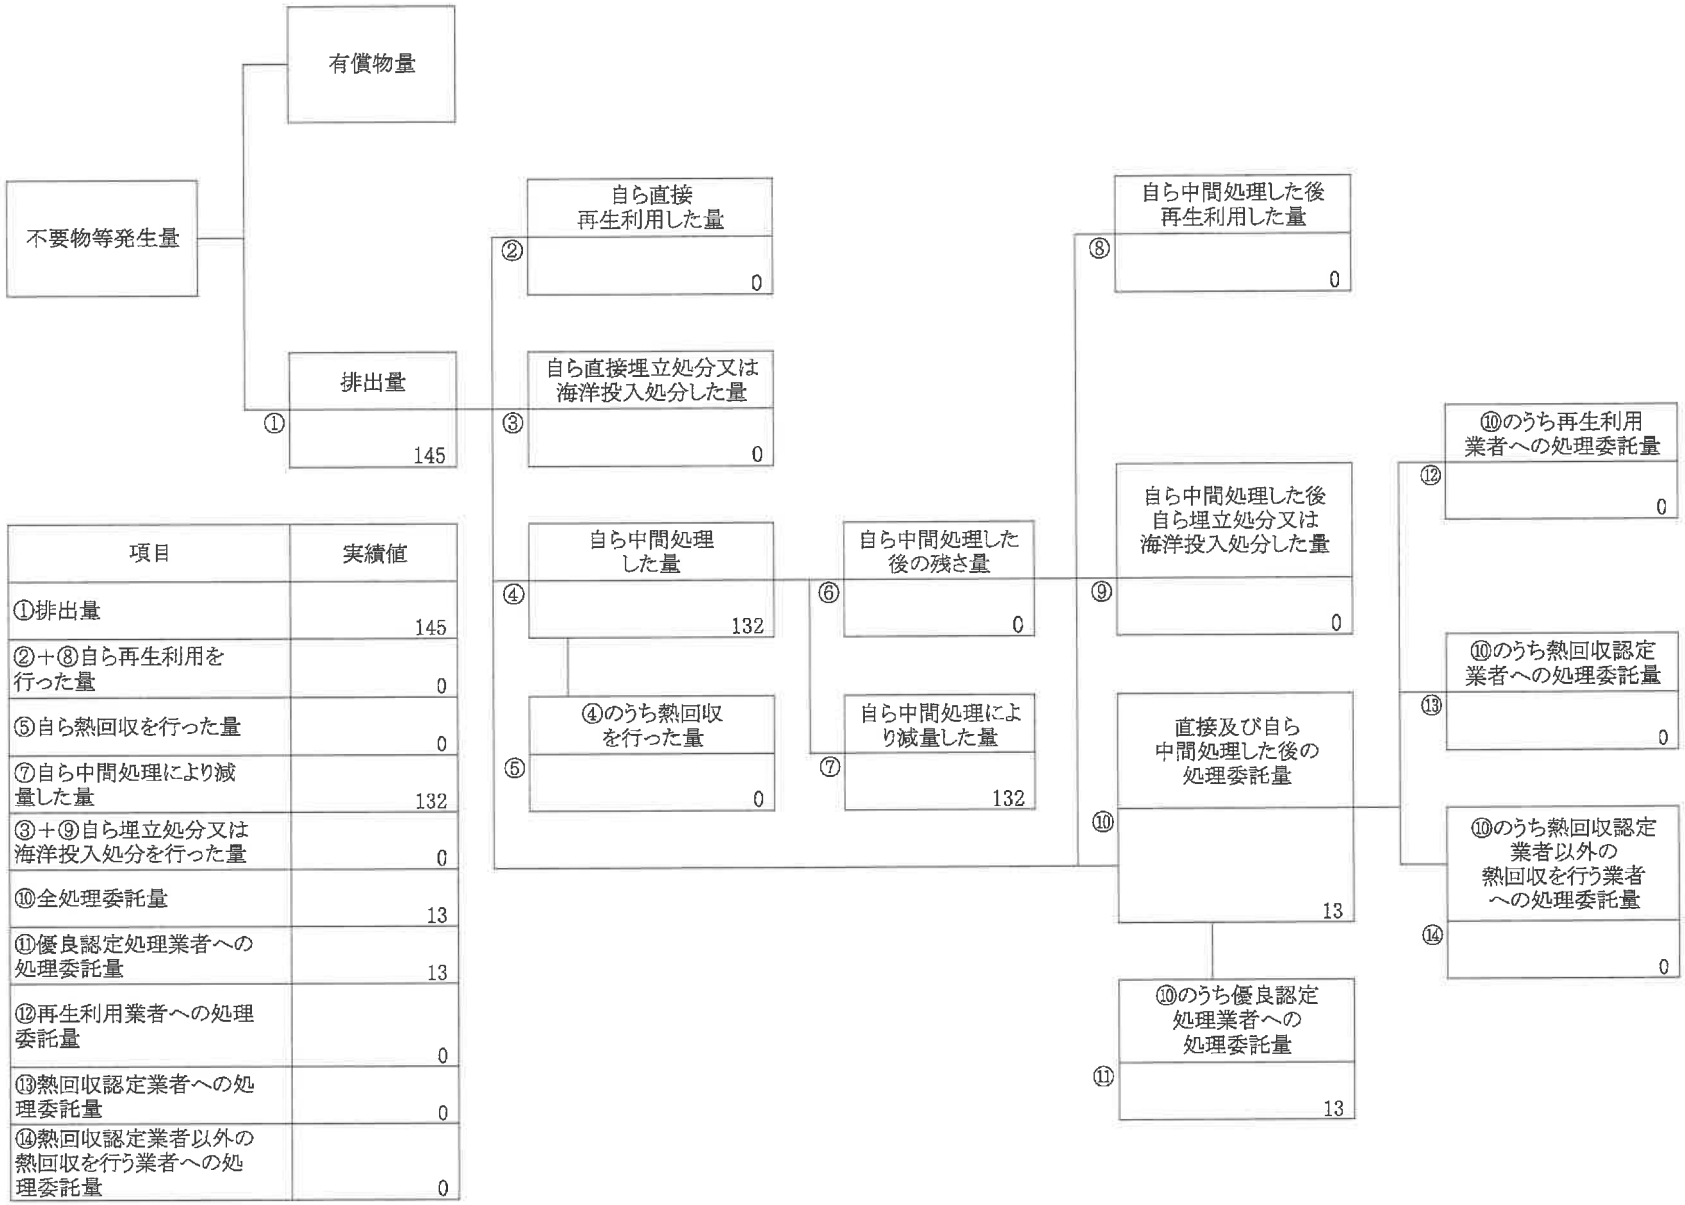 有償物量
不要物等発生量
排出量
①
145
自ら直接
再生利用した量
②
0
自ら直接埋立処分又は
海洋投入処分した量
③
0
自ら中間処理
した量
④
132
④のうち熱回収
を行った量
⑤
0
自ら中間処理した
後の残さ量
⑥
0
自ら中間処理によ
り減量した量
⑦
132
自ら中間処理した後
再生利用した量
⑧
0
自ら中間処理した後
自ら埋立処分又は
海洋投入処分した量
⑨
0
直接及び自ら
中間処理した後の
処理委託量
⑩
13
⑩のうち優良認定
処理業者への
処理委託量
⑪
13
⑩のうち再生利用
業者への処理委託量
⑫
0
⑩のうち熱回収認定
業者への処理委託量
⑬
0
⑩のうち熱回収認定
業者以外の
熱回収を行う業者
への処理委託量
⑭
0
項目 実績値
①排出量
145
②＋⑧自ら再生利用を
行った量
0
⑤自ら熱回収を行った量
0
⑦自ら中間処理により減
量した量
132
③＋⑨自ら埋立処分又は
海洋投入処分を行った量
0
⑩全処理委託量
13
⑪優良認定処理業者への
処理委託量
13
⑫再生利用業者への処理
委託量
0
⑬熱回収認定業者への処
理委託量
0
⑭熱回収認定業者以外の
熱回収を行う業者への処
理委託量
0